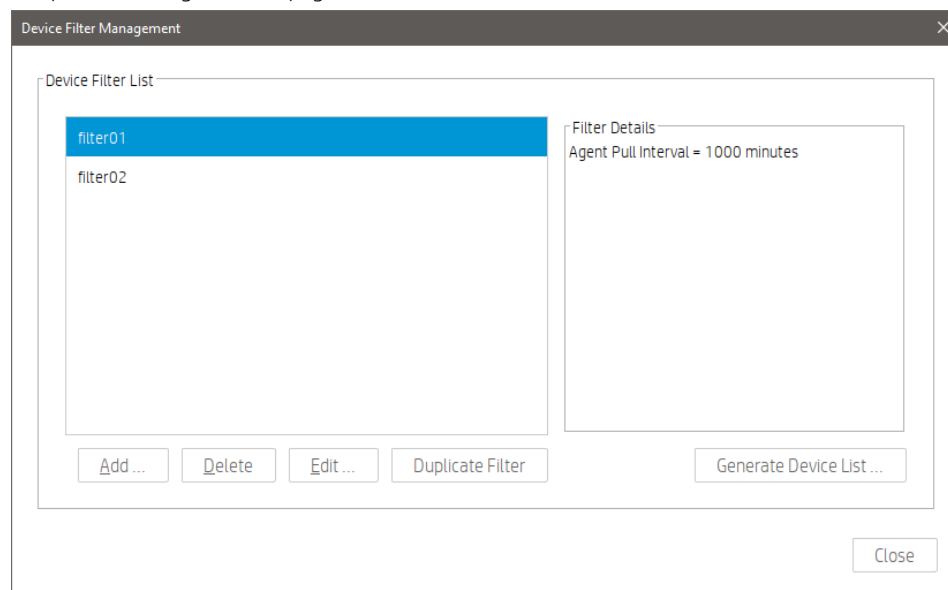 Device Filter Management
Device Filter List
filter01
filter02
Filter Details
Agent Pull Interval = 1000 minutes
Add ... Delete Edit ... Duplicate Filter Generate Device List ...
Close